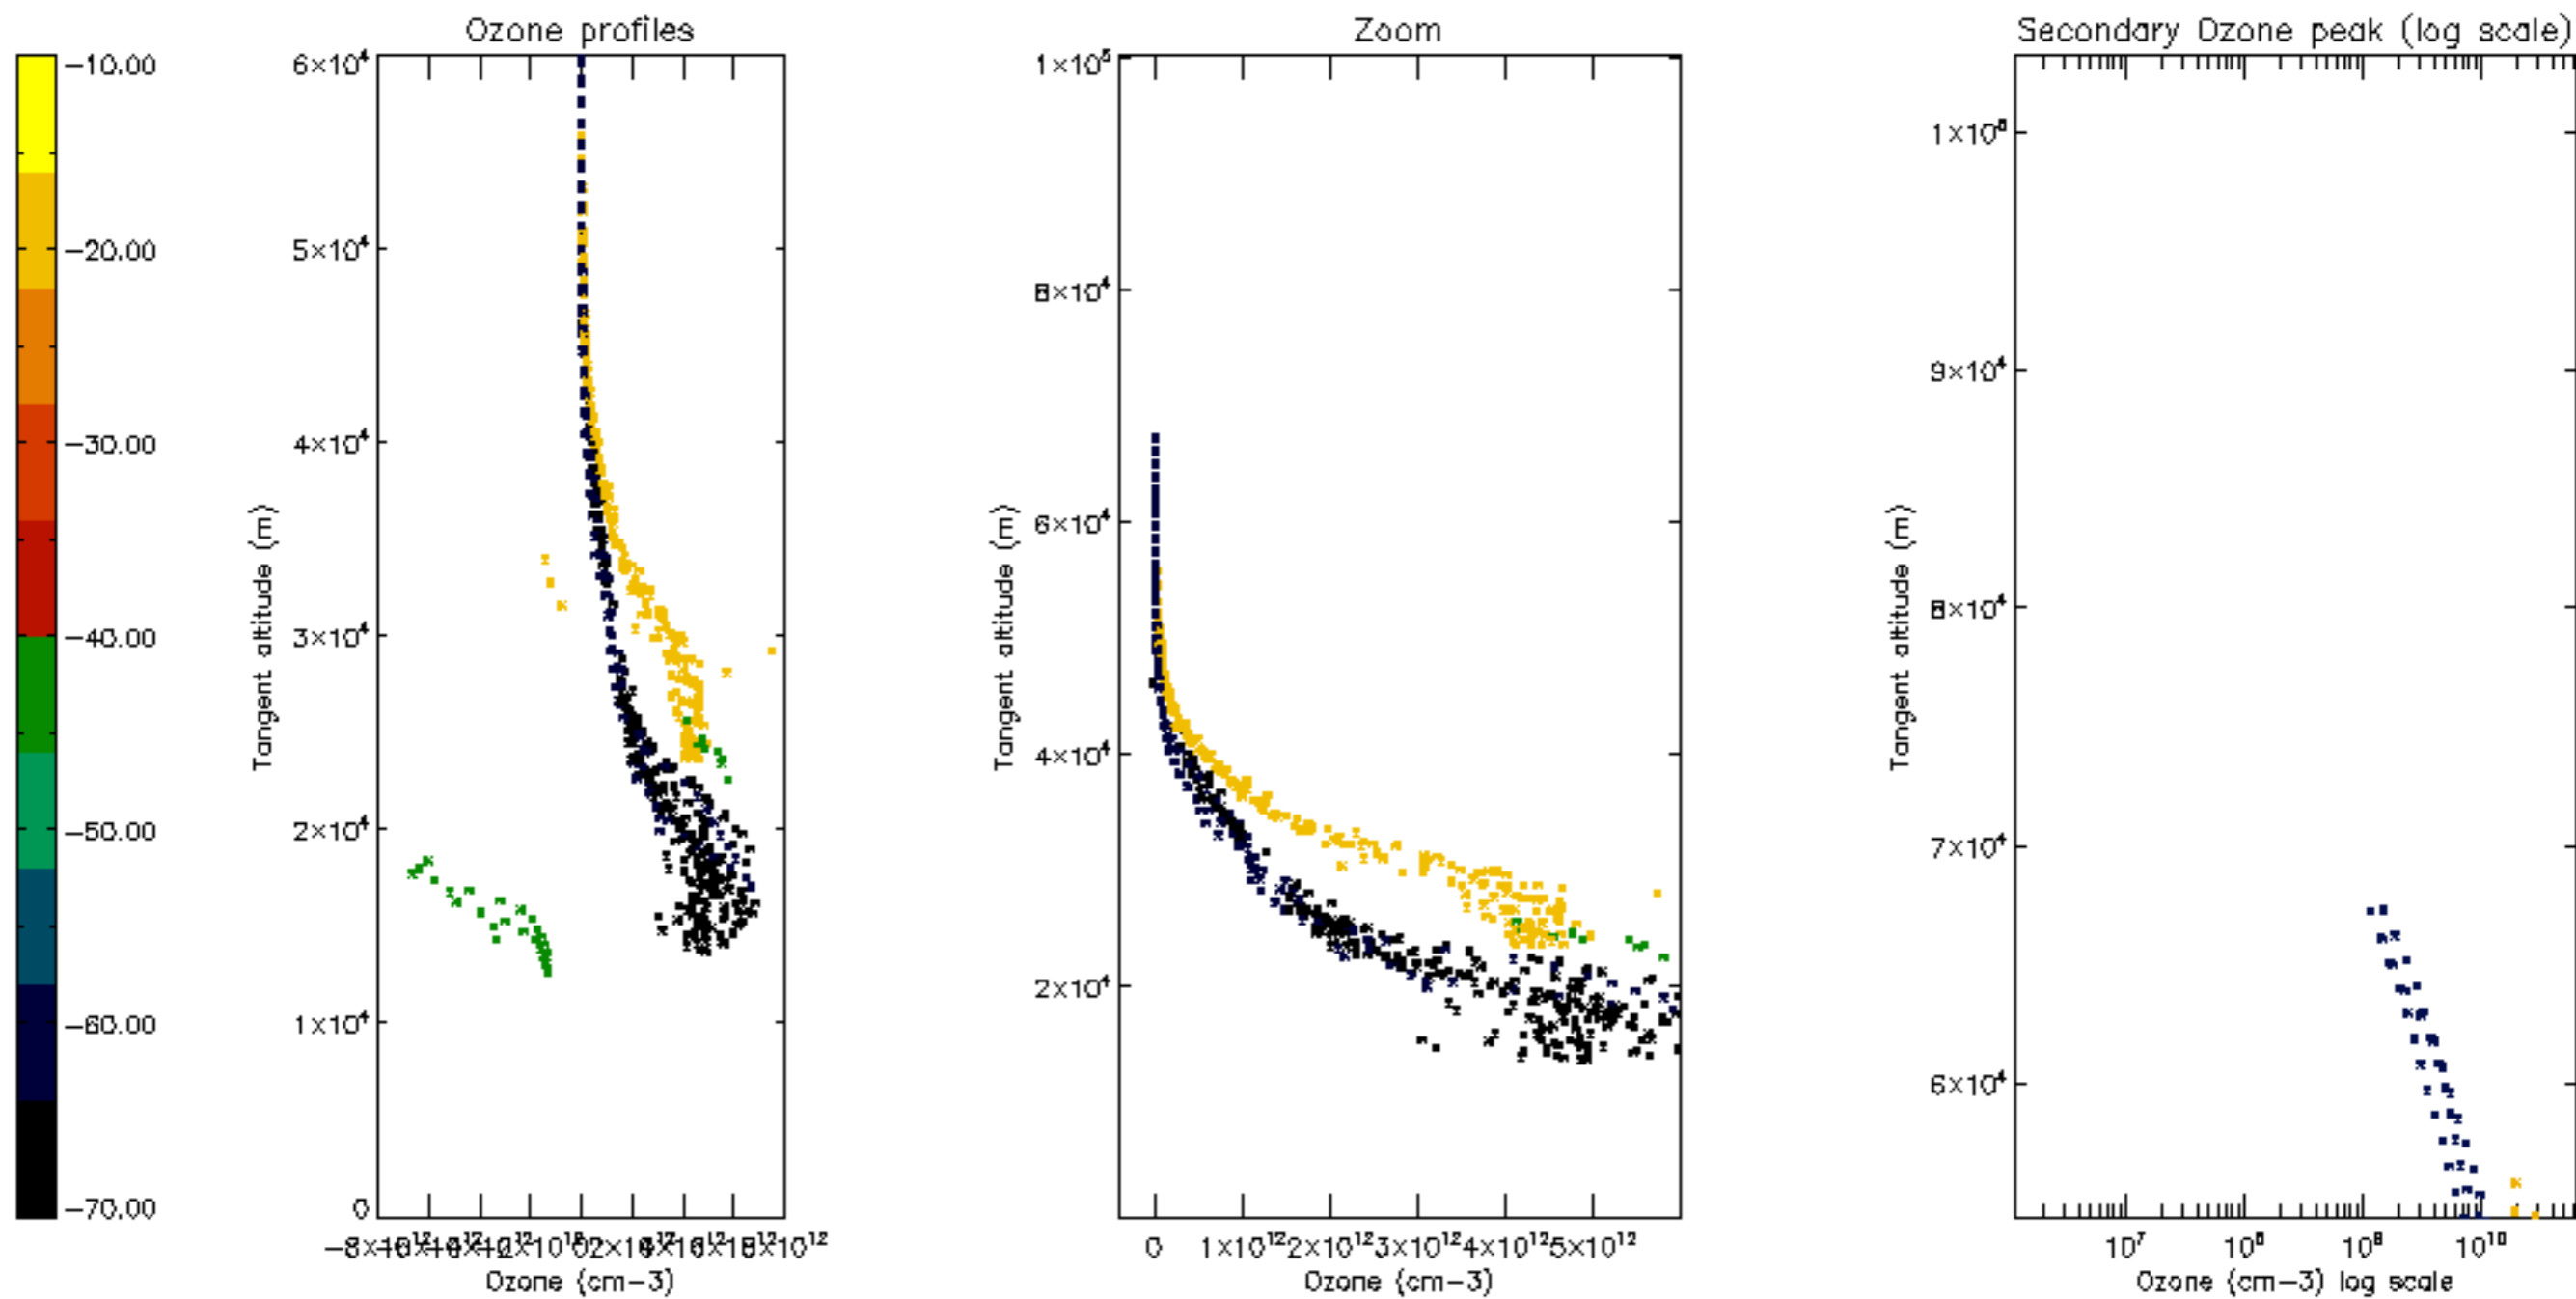 Ozone profiles
Zoom
Secondary Ozone peak (log scale)
-10.00
-20.00
-30.00
-40.00
-50.00
-60.00
-70.00
6×10⁴
5×10⁴
4×10⁴
3×10⁴
2×10⁴
1×10⁴
0
Tangent altitude (m)
8×10¹²
Ozone (cm-3)
1×10⁵
8×10⁴
6×10⁴
4×10⁴
2×10⁴
Tangent altitude (m)
0 1×10¹² 2×10¹² 3×10¹² 4×10¹² 5×10¹²
Ozone (cm-3)
9×10⁴
8×10⁴
7×10⁴
6×10⁴
Tangent altitude (m)
10⁷ 10⁸ 10⁹ 10¹⁰
Ozone (cm-3) log scale